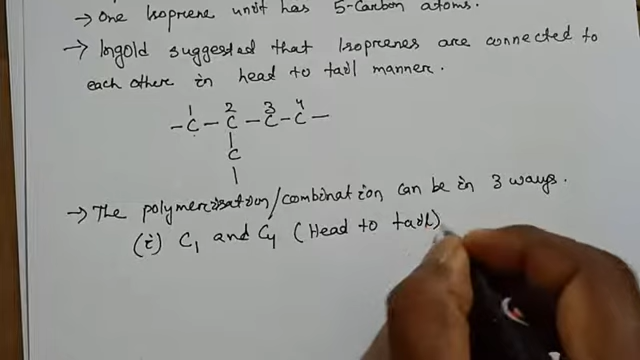 → One Isoprene unit has 5-Carbon atoms.
→ Ingold suggested that Isoprenes are connected to
each other in head to tail manner.
1 2 3 4
- C - C - C - C -
C
→ The polymerisation/combination can be in 3 ways.
(i) C1 and C4 (Head to tail)